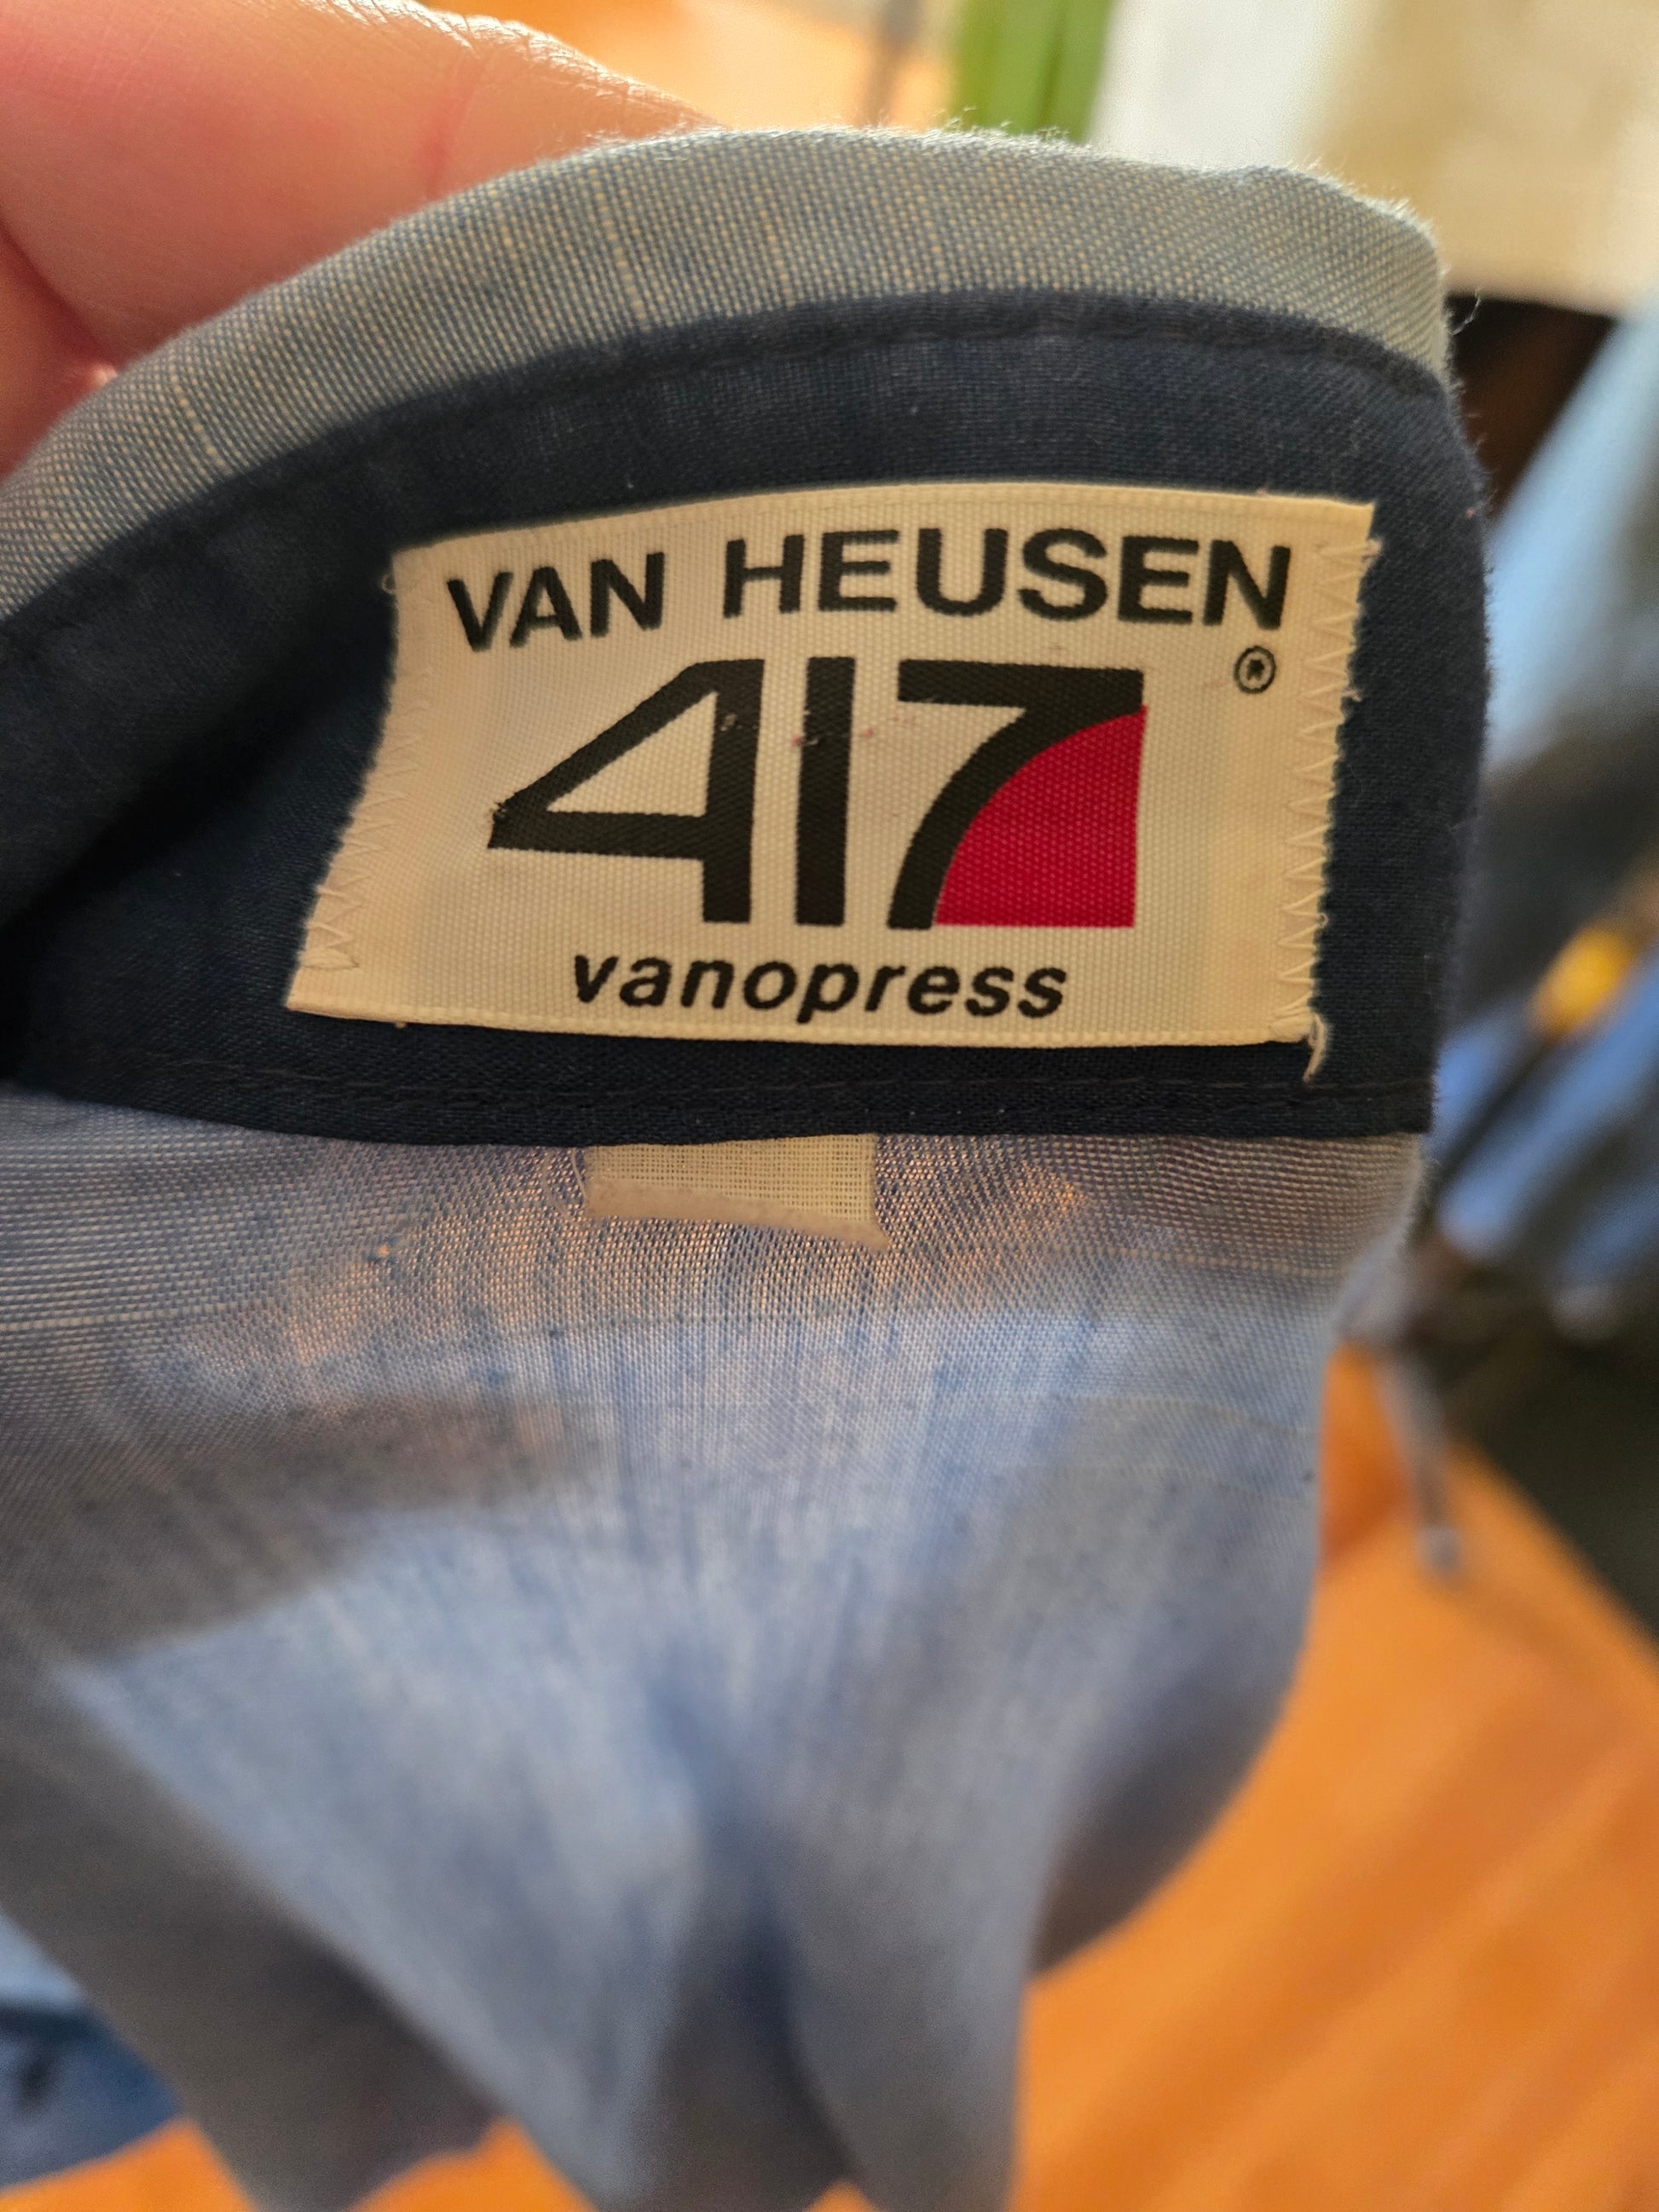 VAN HEUSEN
417 ®
vanopress